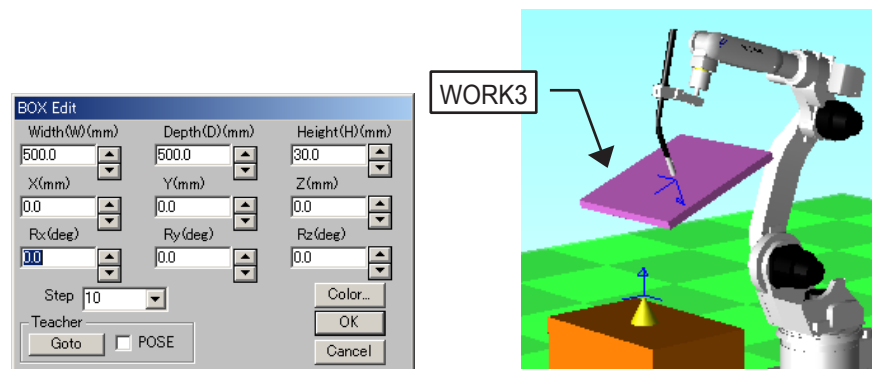 BOX Edit
Width(W)(mm) Depth(D)(mm) Height(H)(mm)
500.0 500.0 30.0
X(mm) Y(mm) Z(mm)
0.0 0.0 0.0
Rx(deg) Ry(deg) Rz(deg)
0.0 0.0 0.0
Step 10 Color...
Teacher OK
Goto POSE Cancel
WORK3